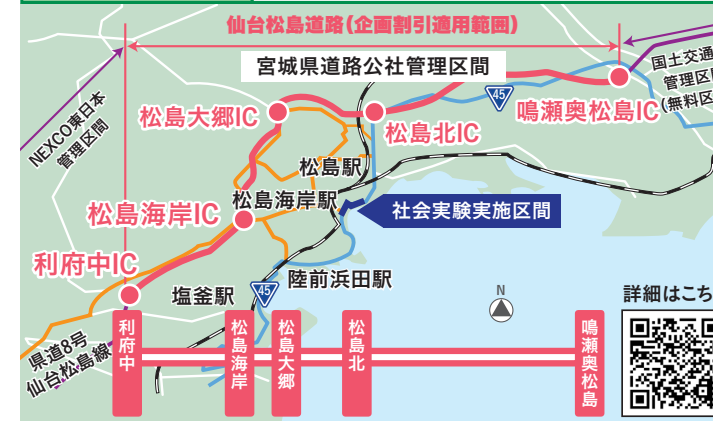 仙台松島道路(企画割引適用範囲)
宮城県道路公社管理区間
国土交通
管理区間
(無料区
NEXCO東日本
管理区間
45
松島大郷IC
松島北IC
鳴瀬奥松島IC
松島駅
松島海岸駅
松島海岸IC
社会実験実施区間
利府中IC
塩釜駅
45
陸前浜田駅
N
詳細はこち
県道8号
仙台松島線
利府中
松島海岸
松島大郷
松島北
鳴瀬奥松島